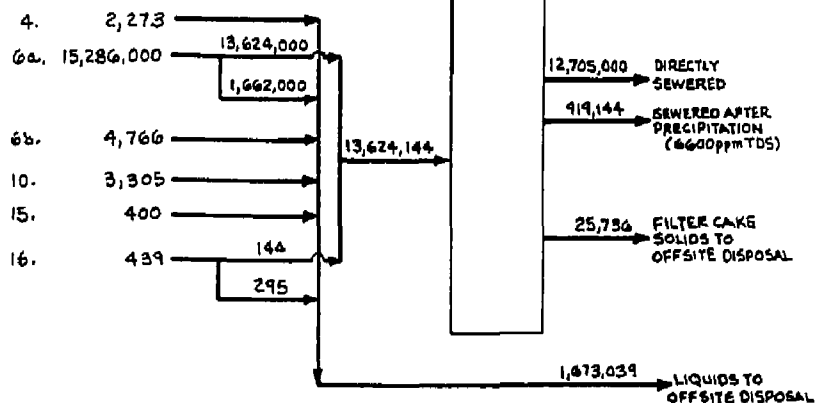 4. 2,273
6a. 15,286,000 13,624,000
1,662,000
12,705,000 DIRECTLY
SEWERED
919,144 SEWERED AFTER
PRECIPITATION
(6600ppm TDS)
6b. 4,766
13,624,144
10. 3,305
15. 400
25,736 FILTER CAKE
SOLIDS TO
OFFSITE DISPOSAL
16. 439 144
295
1,673,039 LIQUIDS TO
OFFSITE DISPOSAL